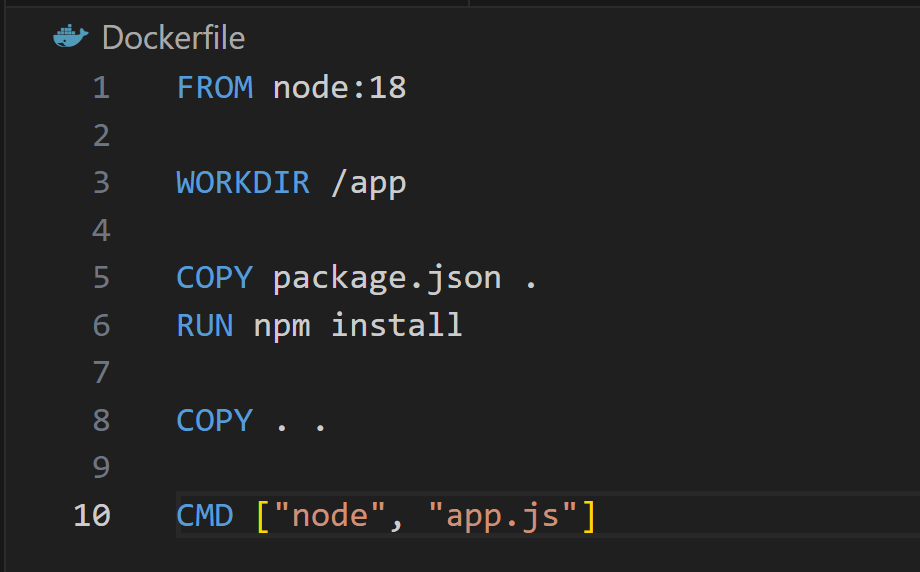 Dockerfile
1 FROM node:18
2
3 WORKDIR /app
4
5 COPY package.json .
6 RUN npm install
7
8 COPY . .
9
10 CMD ["node", "app.js"]